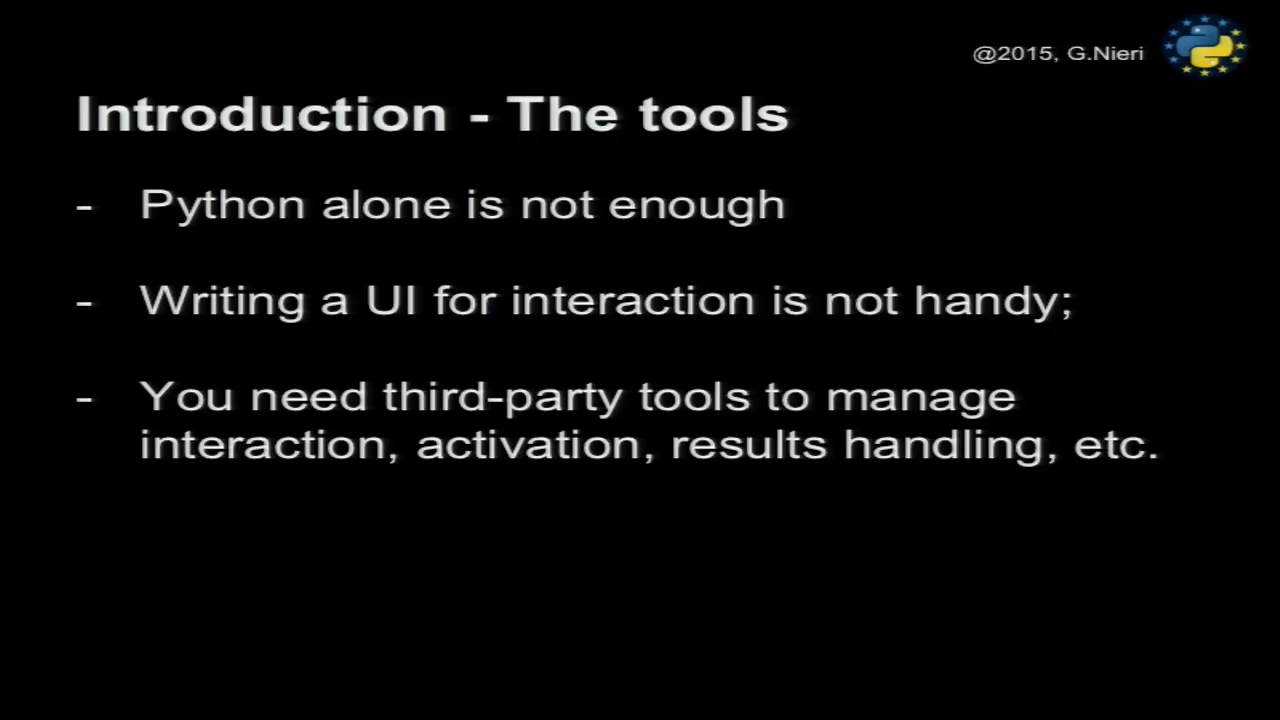 @2015, G.Nieri
Introduction - The tools
- Python alone is not enough
- Writing a UI for interaction is not handy;
- You need third-party tools to manage
interaction, activation, results handling, etc.